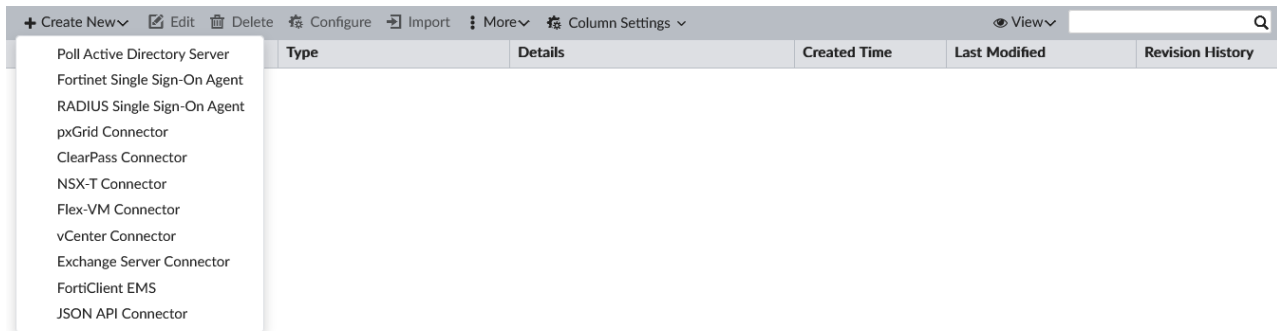 Create New Edit Delete Configure Import More Column Settings View
Type Details Created Time Last Modified Revision History
Poll Active Directory Server
Fortinet Single Sign-On Agent
RADIUS Single Sign-On Agent
pxGrid Connector
ClearPass Connector
NSX-T Connector
Flex-VM Connector
vCenter Connector
Exchange Server Connector
FortiClient EMS
JSON API Connector